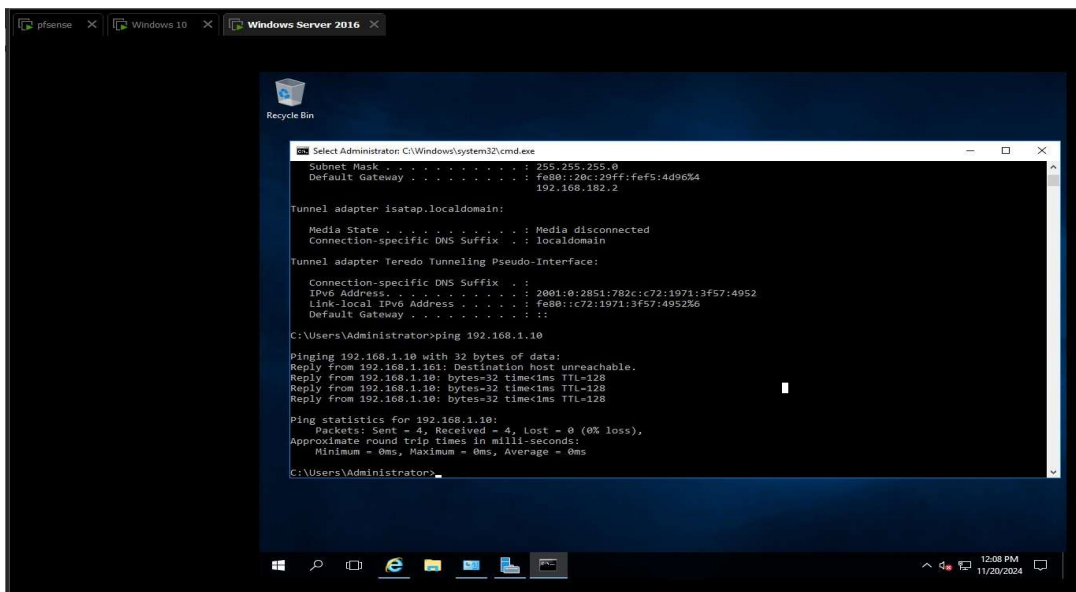 pfsense
Windows 10
Windows Server 2016
Recycle Bin
Select Administrator: C:\Windows\system32\cmd.exe
Subnet Mask . . . . . . . . . . . : 255.255.255.0
Default Gateway . . . . . . . . . : fe80::20c:29ff:fef5:4d96%4
192.168.182.2
Tunnel adapter isatap.localdomain:
Media State . . . . . . . . . . . : Media disconnected
Connection-specific DNS Suffix  . : localdomain
Tunnel adapter Teredo Tunneling Pseudo-Interface:
Connection-specific DNS Suffix  . :
IPv6 Address. . . . . . . . . . . : 2001:0:2851:782c:c72:1971:3f57:4952
Link-local IPv6 Address . . . . . : fe80::c72:1971:3f57:4952%6
Default Gateway . . . . . . . . . : ::
C:\Users\Administrator>ping 192.168.1.10
Pinging 192.168.1.10 with 32 bytes of data:
Reply from 192.168.1.161: Destination host unreachable.
Reply from 192.168.1.10: bytes=32 time<1ms TTL=128
Reply from 192.168.1.10: bytes=32 time<1ms TTL=128
Reply from 192.168.1.10: bytes=32 time<1ms TTL=128
Ping statistics for 192.168.1.10:
Packets: Sent = 4, Received = 4, Lost = 0 (0% loss),
Approximate round trip times in milli-seconds:
Minimum = 0ms, Maximum = 0ms, Average = 0ms
C:\Users\Administrator>
12:08 PM
11/20/2024